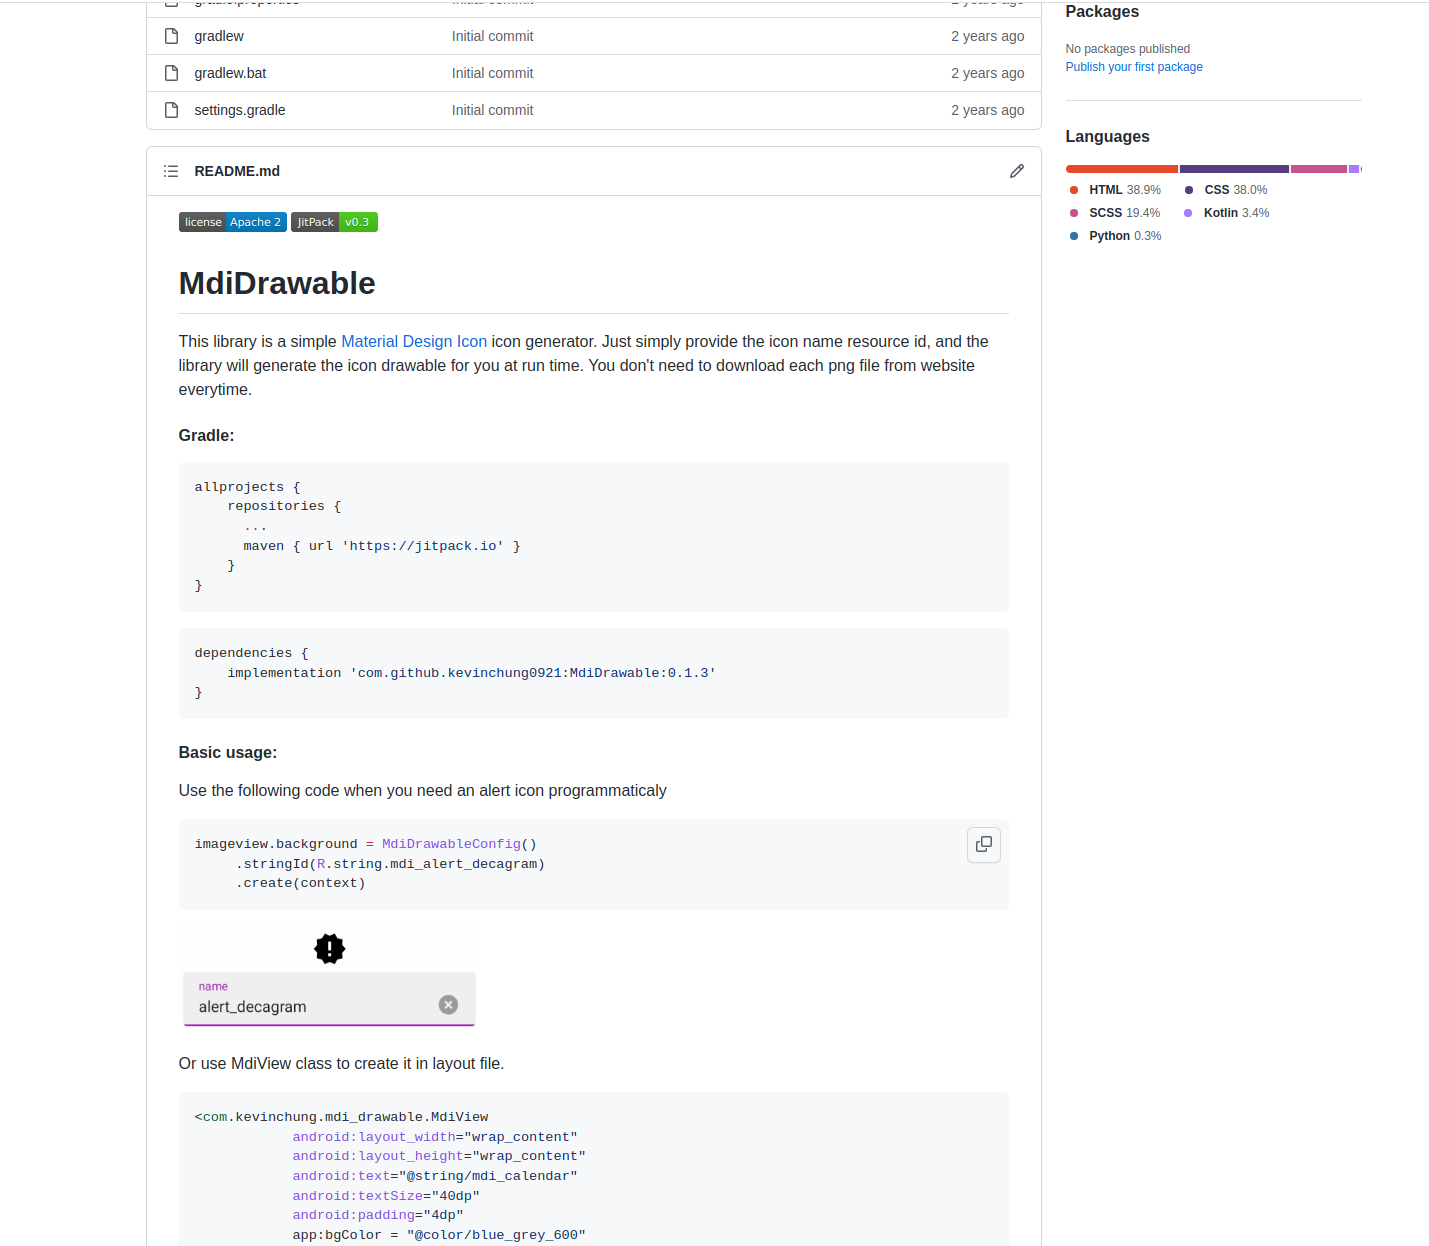 gradlew Initial commit 2 years ago
gradlew.bat Initial commit 2 years ago
settings.gradle Initial commit 2 years ago
README.md
license Apache 2 JitPack v0.3
MdiDrawable
This library is a simple Material Design Icon icon generator. Just simply provide the icon name resource id, and the
library will generate the icon drawable for you at run time. You don't need to download each png file from website
everytime.
Gradle:
allprojects {
    repositories {
      ...
      maven { url 'https://jitpack.io' }
    }
}
dependencies {
    implementation 'com.github.kevinchung0921:MdiDrawable:0.1.3'
}
Basic usage:
Use the following code when you need an alert icon programmaticaly
imageview.background = MdiDrawableConfig()
     .stringId(R.string.mdi_alert_decagram)
     .create(context)
name
alert_decagram
Or use MdiView class to create it in layout file.
<com.kevinchung.mdi_drawable.MdiView
            android:layout_width="wrap_content"
            android:layout_height="wrap_content"
            android:text="@string/mdi_calendar"
            android:textSize="40dp"
            android:padding="4dp"
            app:bgColor = "@color/blue_grey_600"
Packages
No packages published
Publish your first package
Languages
HTML 38.9% CSS 38.0%
SCSS 19.4% Kotlin 3.4%
Python 0.3%